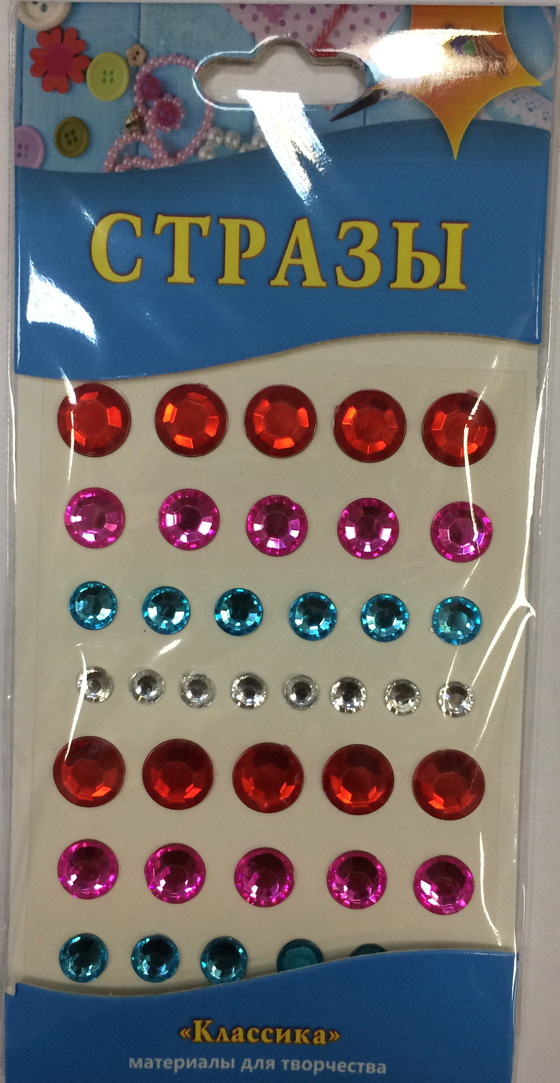 СТРАЗЫ
«Классика»
материалы для творчества